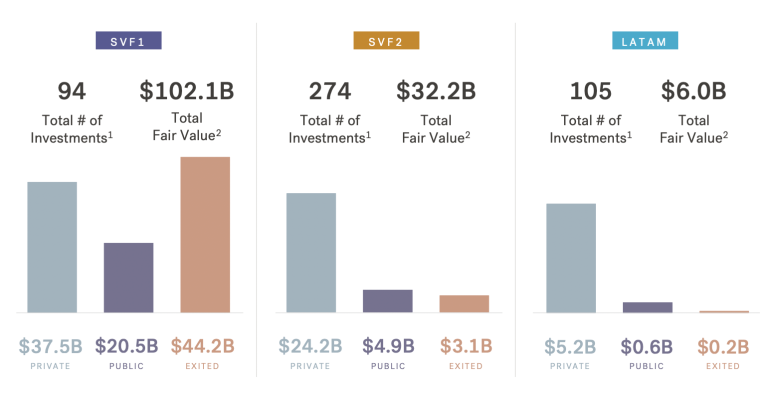 SVF1
94
Total # of
Investments¹
$102.1B
Total
Fair Value²
$37.5B
PRIVATE
$20.5B
PUBLIC
$44.2B
EXITED
SVF2
274
Total # of
Investments¹
$32.2B
Total
Fair Value²
$24.2B
PRIVATE
$4.9B
PUBLIC
$3.1B
EXITED
LATAM
105
Total # of
Investments¹
$6.0B
Total
Fair Value²
$5.2B
PRIVATE
$0.6B
PUBLIC
$0.2B
EXITED